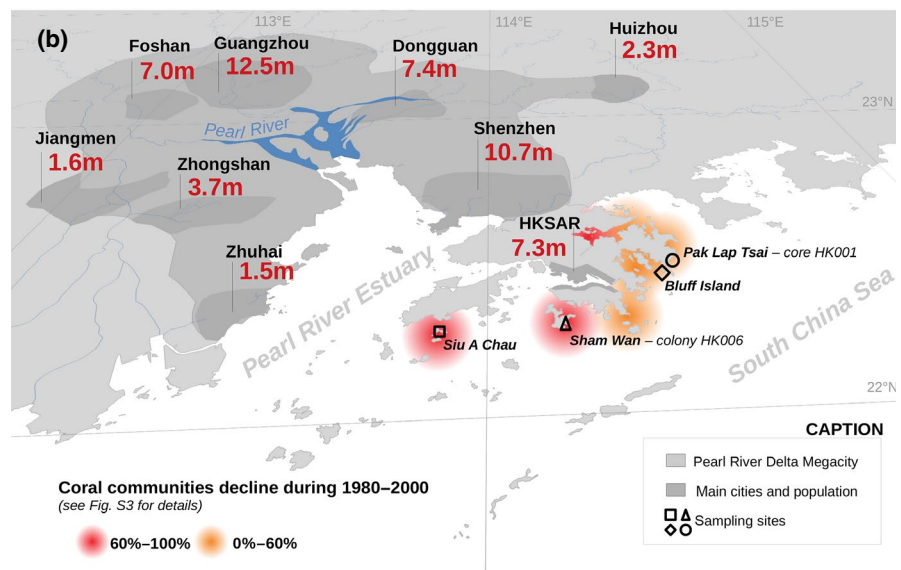 (b)
113°E
114°E
115°E
Foshan
7.0m
Guangzhou
12.5m
Dongguan
7.4m
Huizhou
2.3m
23°N
Pearl River
Jiangmen
1.6m
Zhongshan
3.7m
Shenzhen
10.7m
HKSAR
7.3m
Zhuhai
1.5m
Pak Lap Tsai – core HK001
Bluff Island
Pearl River Estuary
South China Sea
Siu A Chau
Sham Wan – colony HK006
22°N
CAPTION
Pearl River Delta Megacity
Main cities and population
Sampling sites
Coral communities decline during 1980–2000
(see Fig. S3 for details)
60%–100%
0%–60%